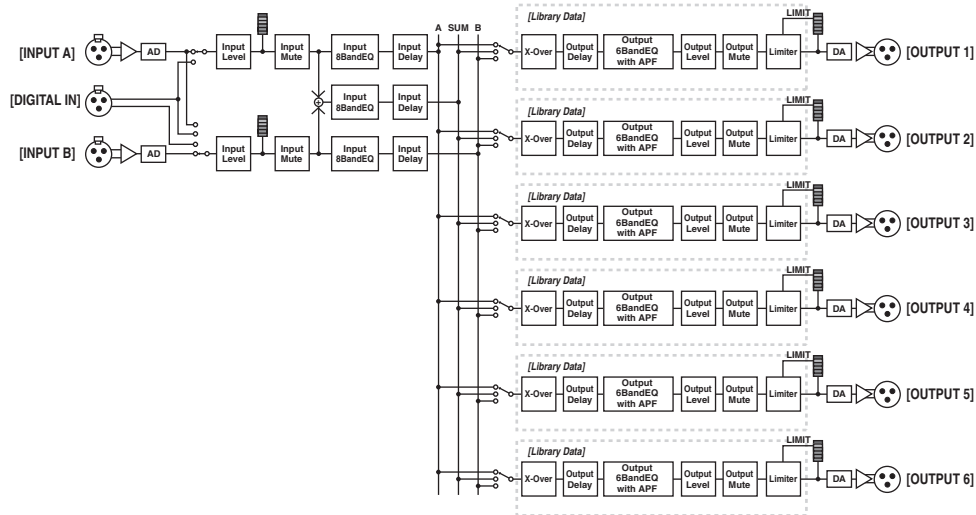 A SUM B
[INPUT A]
AD
Input
Level
Input
Mute
Input
8BandEQ
Input
Delay
[DIGITAL IN]
Input
8BandEQ
Input
Delay
[INPUT B]
AD
Input
Level
Input
Mute
Input
8BandEQ
Input
Delay
[Library Data]
LIMIT
X-Over
Output
Delay
Output
6BandEQ
with APF
Output
Level
Output
Mute
Limiter
DA
[OUTPUT 1]
[Library Data]
LIMIT
X-Over
Output
Delay
Output
6BandEQ
with APF
Output
Level
Output
Mute
Limiter
DA
[OUTPUT 2]
[Library Data]
LIMIT
X-Over
Output
Delay
Output
6BandEQ
with APF
Output
Level
Output
Mute
Limiter
DA
[OUTPUT 3]
[Library Data]
LIMIT
X-Over
Output
Delay
Output
6BandEQ
with APF
Output
Level
Output
Mute
Limiter
DA
[OUTPUT 4]
[Library Data]
LIMIT
X-Over
Output
Delay
Output
6BandEQ
with APF
Output
Level
Output
Mute
Limiter
DA
[OUTPUT 5]
[Library Data]
LIMIT
X-Over
Output
Delay
Output
6BandEQ
with APF
Output
Level
Output
Mute
Limiter
DA
[OUTPUT 6]